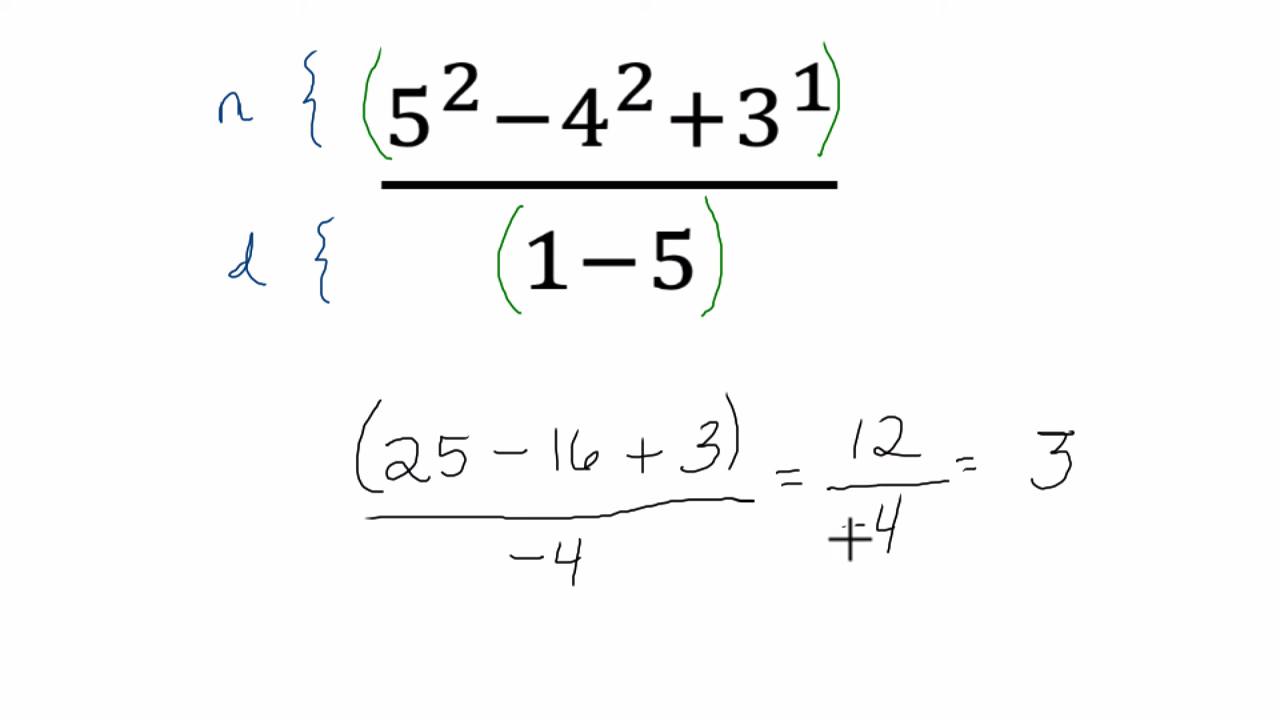 n { (5² − 4² + 3¹)
d { (1 − 5)
(25 − 16 + 3) = 12 = 3
−4 -4